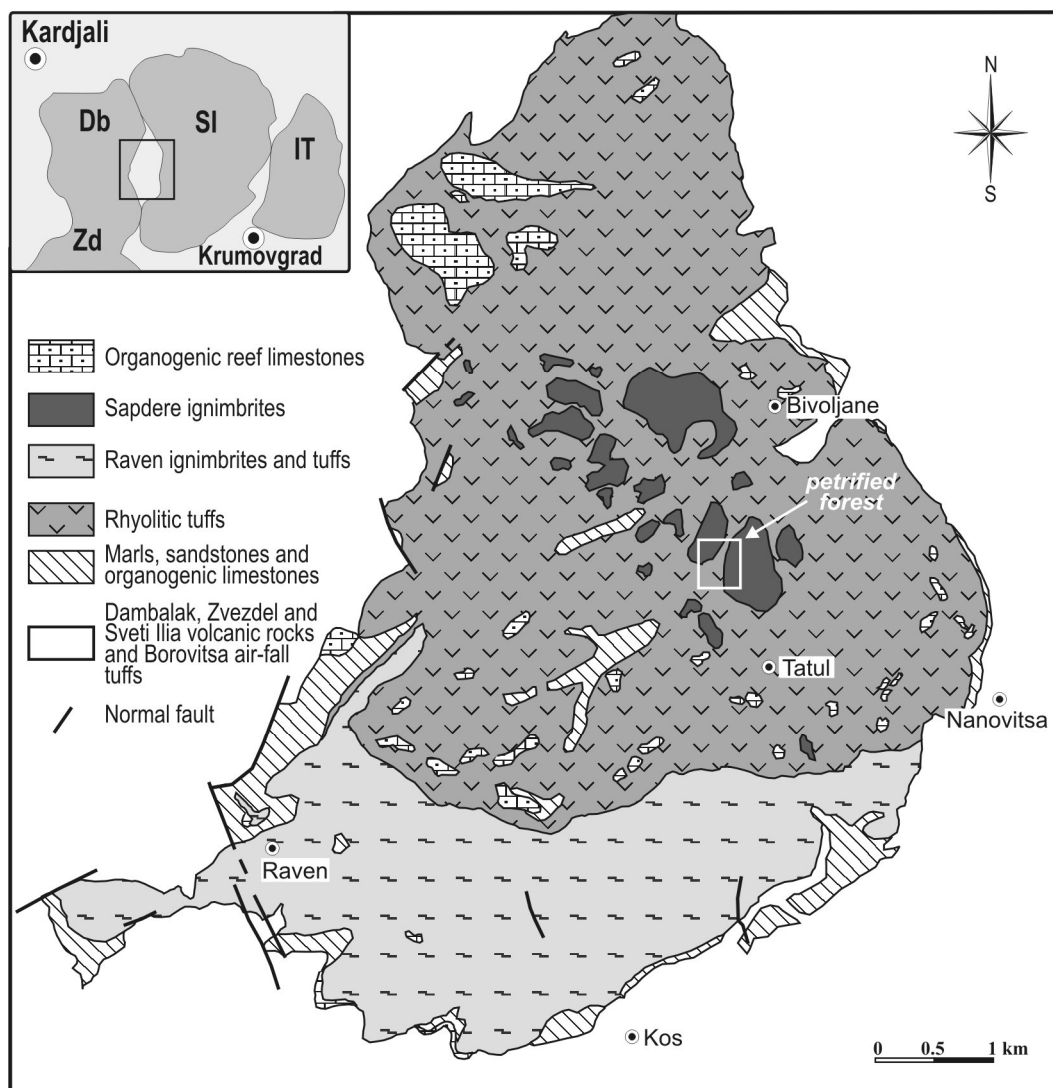 Kardjali
Db
SI
IT
Zd
Krumovgrad
N
S
Organogenic reef limestones
Sapdere ignimbrites
Raven ignimbrites and tuffs
Rhyolitic tuffs
Marls, sandstones and
organogenic limestones
Dambalak, Zvezdel and
Sveti Ilia volcanic rocks
and Borovitsa air-fall
tuffs
Normal fault
Bivoljane
petrified
forest
Tatul
Nanovitsa
Raven
Kos
0 0.5 1 km